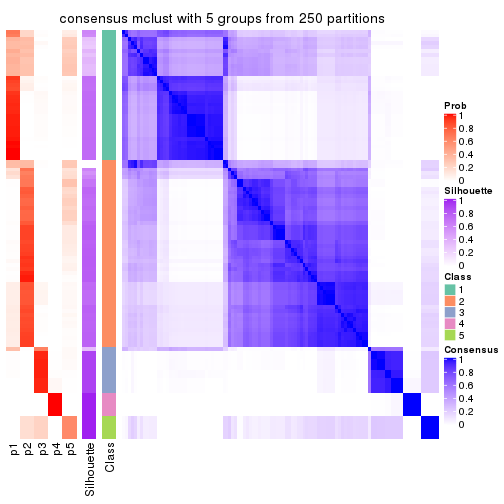 consensus mclust with 5 groups from 250 partitions
Prob
1
0.8
0.6
0.4
0.2
0
Silhouette
1
0.8
0.6
0.4
0.2
0
Class
1
2
3
4
5
Consensus
1
0.8
0.6
0.4
0.2
0
p1
p2
p3
p4
p5
Silhouette
Class